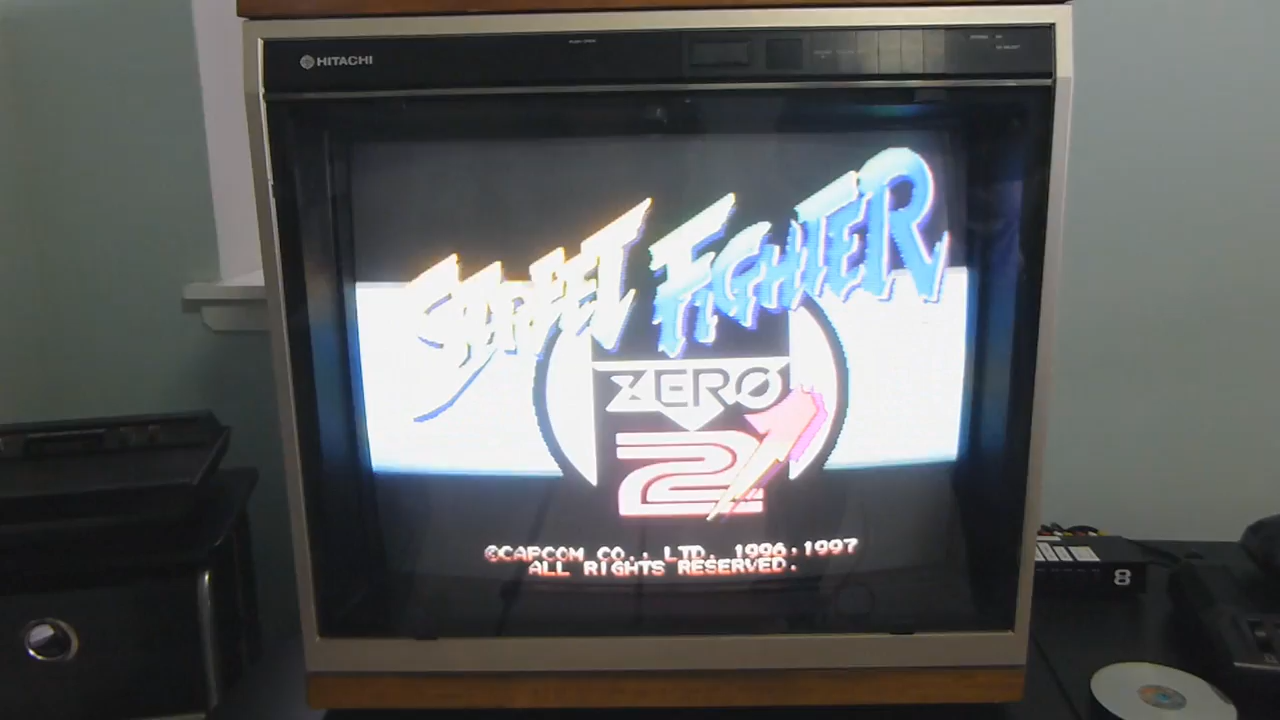 HITACHI
STREET FIGHTER
ZERO
2'
©CAPCOM CO., LTD. 1996,1997
ALL RIGHTS RESERVED.
8